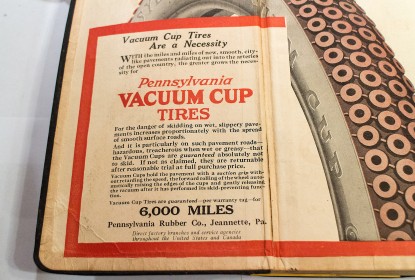 Vacuum Cup Tires
Are a Necessity
WITH the miles and miles of new, smooth, city-
like pavements radiating out into the arteries
of the open country, the greater grows the neces-
sity for
Pennsylvania
VACUUM CUP
TIRES
For the danger of skidding on wet, slippery pave-
ments increases proportionately with the spread
of smooth surface roads.
And it is particularly on such pavement roads—
hazardous, treacherous when wet or greasy—that
the Vacuum Cups are guaranteed absolutely not
to skid. If not as claimed, they are returnable
after reasonable trial at full purchase price.
Vacuum Cups hold the pavement with a suction grip with-
out retarding the speed, the forward rolling of the wheel auto-
matically raising the edges of the cups and gently releasing
the vacuum after it has performed its skid-preventing func-
tion.
Vacuum Cup Tires are guaranteed—per warranty tag—for
6,000 MILES
Pennsylvania Rubber Co., Jeannette, Pa.
Direct factory branches and service agencies
throughout the United States and Canada